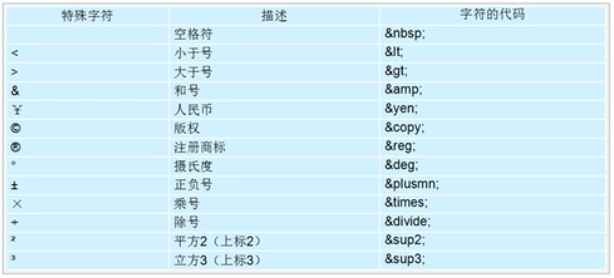 特殊字符 描述 字符的代码
空格符 &nbsp;
< 小于号 &lt;
> 大于号 &gt;
& 和号 &amp;
¥ 人民币 &yen;
© 版权 &copy;
® 注册商标 &reg;
° 摄氏度 &deg;
± 正负号 &plusmn;
× 乘号 &times;
÷ 除号 &divide;
² 平方2（上标2） &sup2;
³ 立方3（上标3） &sup3;